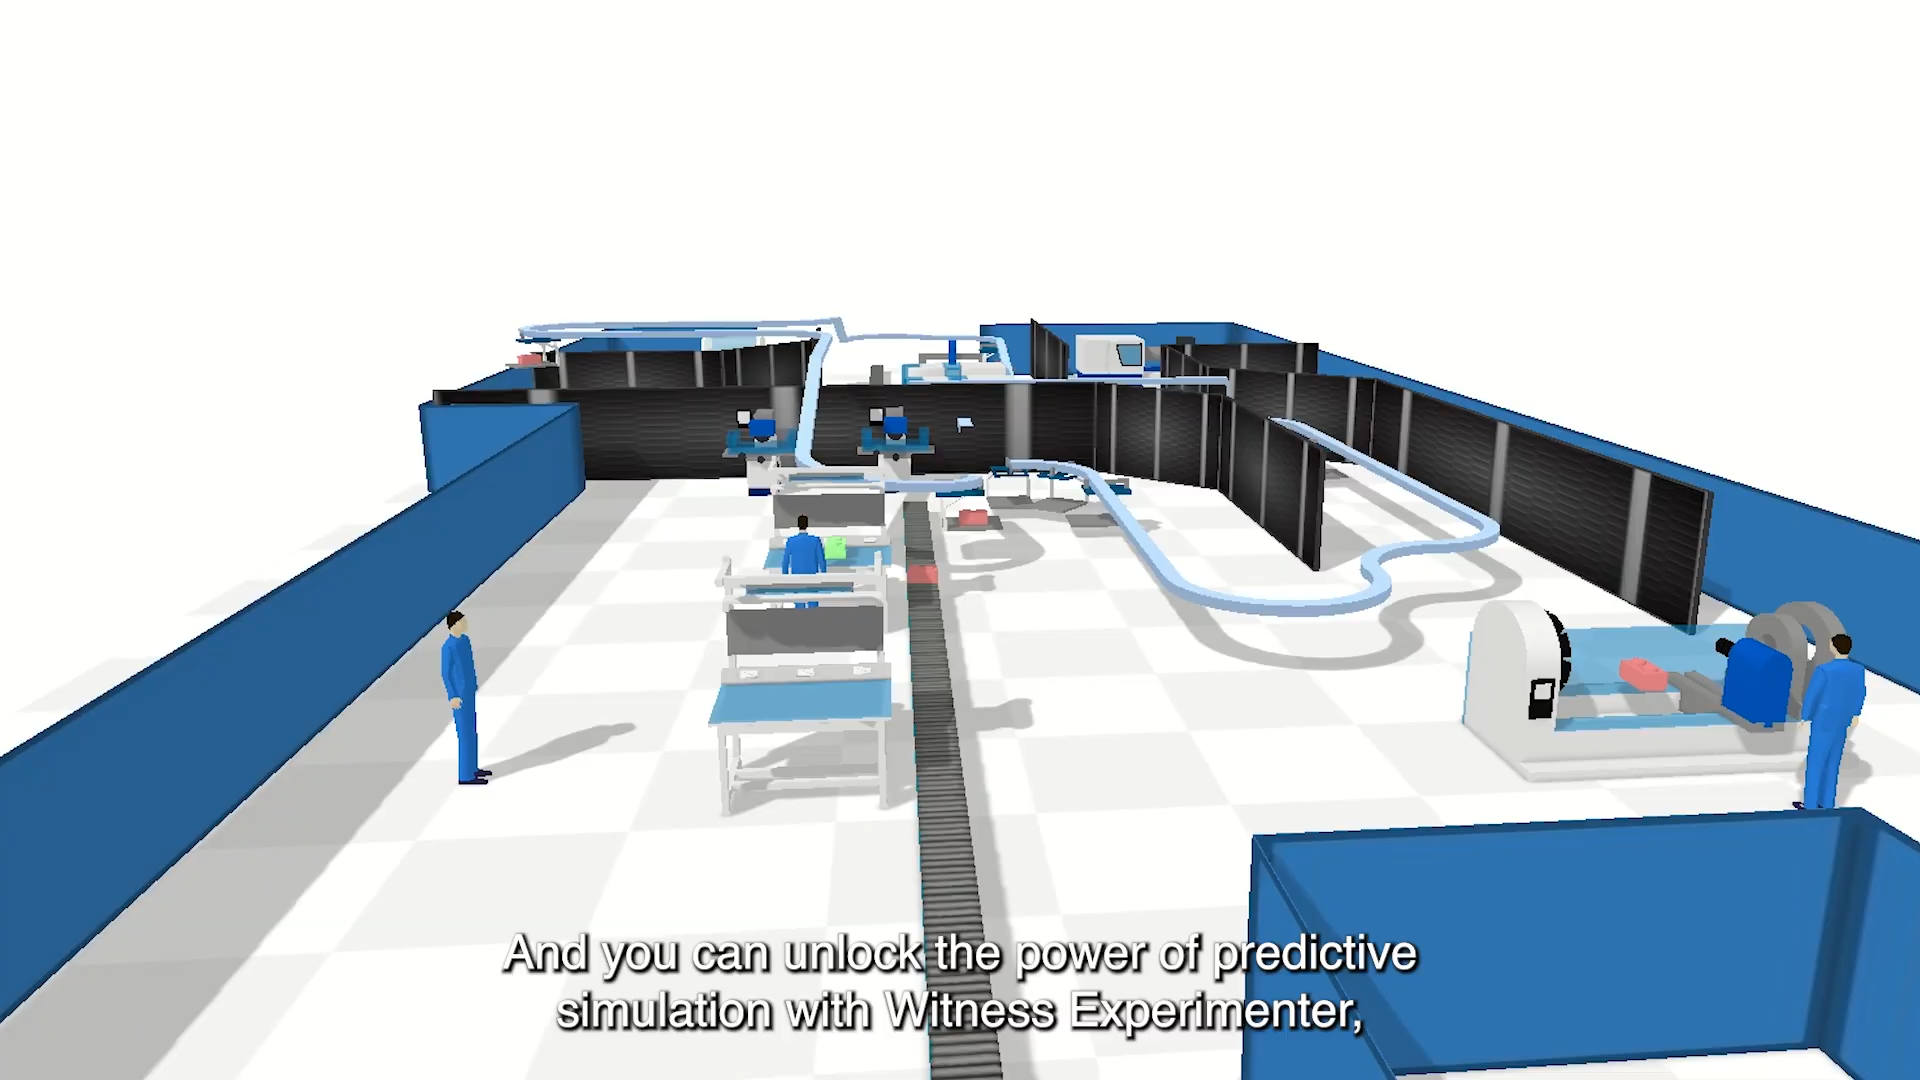 And you can unlock the power of predictive
simulation with Witness Experimenter,